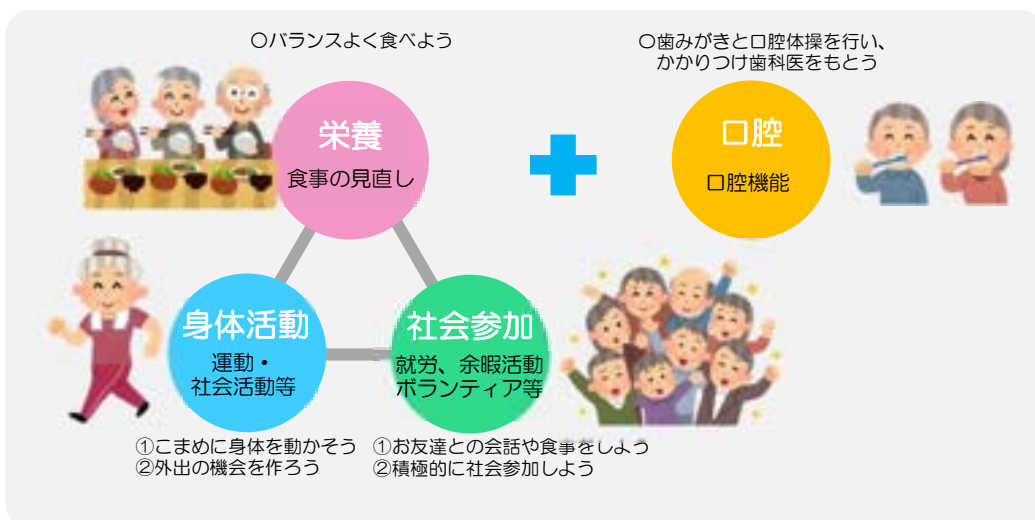 〇バランスよく食べよう
〇歯みがきと口腔体操を行い、
かかりつけ歯科医をもとう
栄養
食事の見直し
口腔
口腔機能
身体活動
運動・
社会活動等
社会参加
就労、余暇活動
ボランティア等
①こまめに身体を動かそう
②外出の機会を作ろう
①お友達との会話や食事をしよう
②積極的に社会参加しよう